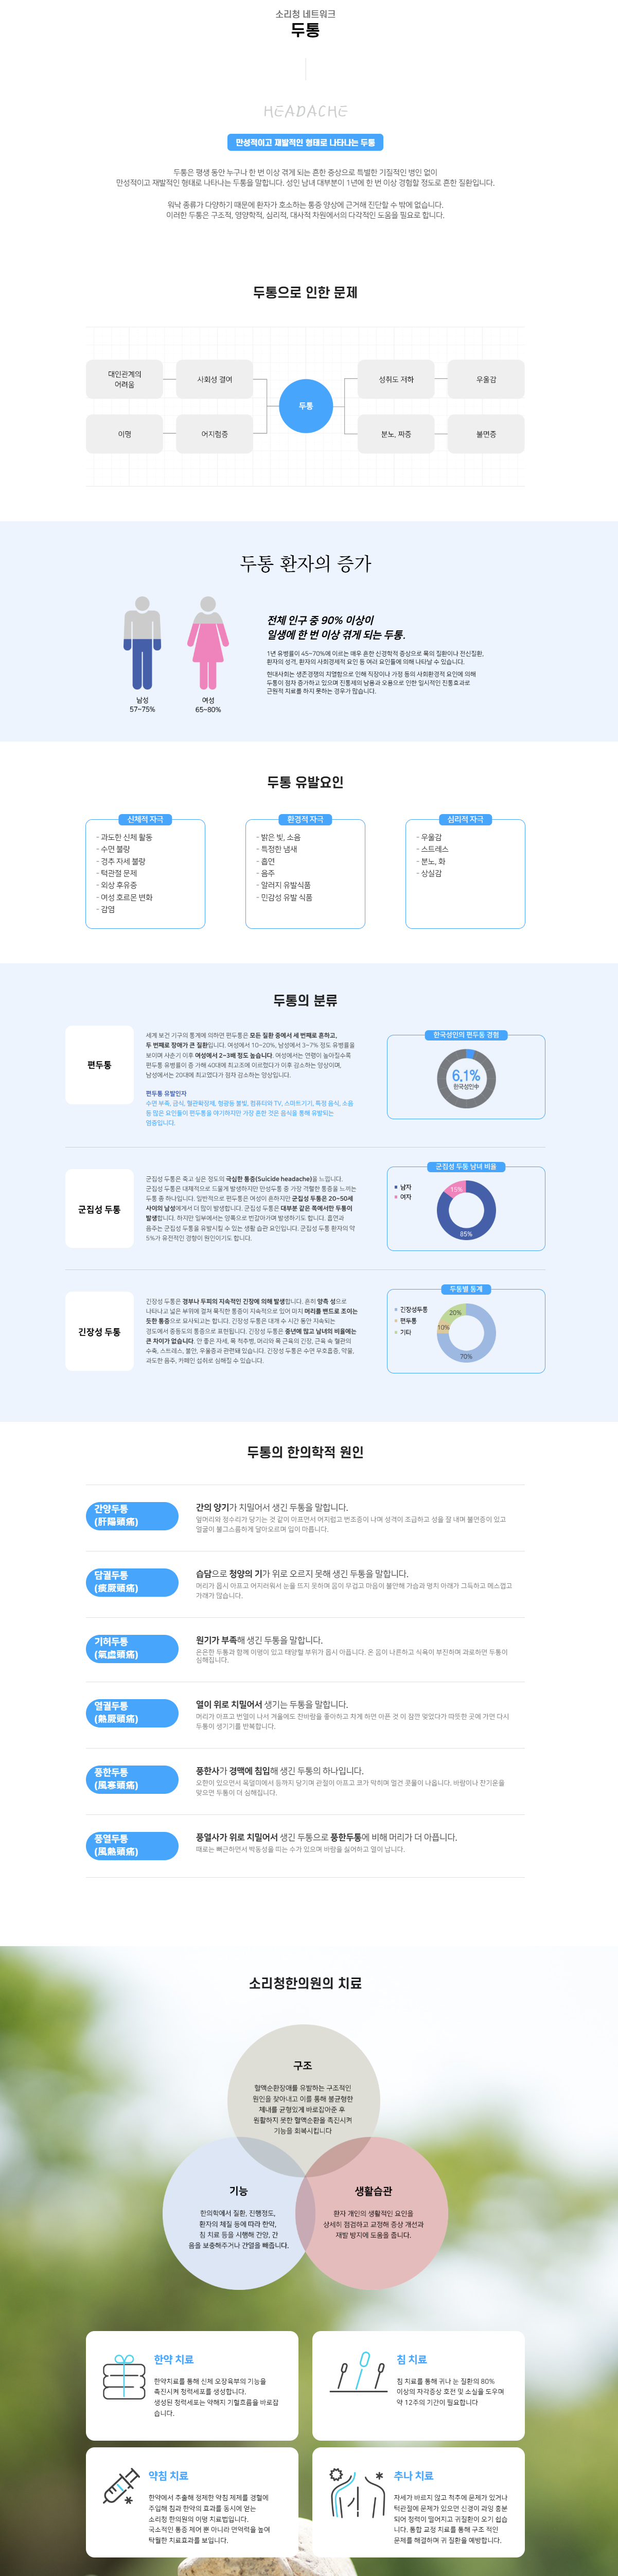 소리청 네트워크
두통
HEADACHE
만성적이고 재발적인 형태로 나타나는 두통
두통은 평생 동안 누구나 한 번 이상 겪게 되는 흔한 증상으로 특별한 기질적인 병인 없이
만성적이고 재발적인 형태로 나타나는 두통을 말합니다. 성인 남녀 대부분이 1년에 한 번 이상 경험할 정도로 흔한 질환입니다.
워낙 종류가 다양하기 때문에 환자가 호소하는 통증 양상에 근거해 진단할 수 밖에 없습니다.
이러한 두통은 구조적, 영양학적, 심리적, 대사적 차원에서의 다각적인 도움을 필요로 합니다.
두통으로 인한 문제
대인관계의
어려움
사회성 결여
두통
성취도 저하
우울감
이명
어지럼증
분노, 짜증
불면증
두통 환자의 증가
남성
57~75%
여성
65~80%
전체 인구 중 90% 이상이
일생에 한 번 이상 겪게 되는 두통.
1년 유병률이 45~70%에 이르는 매우 흔한 신경학적 증상으로 목의 질환이나 전신질환,
환자의 성격, 환자의 사회경제적 요인 등 여러 요인들에 의해 나타날 수 있습니다.
현대사회는 생존경쟁의 치열함으로 인해 직장이나 가정 등의 사회환경적 요인에 의해
두통이 점차 증가하고 있으며 진통제의 남용과 오용으로 인한 일시적인 진통효과로
근원적 치료를 하지 못하는 경우가 많습니다.
두통 유발요인
신체적 자극
- 과도한 신체 활동
- 수면 불량
- 경추 자세 불량
- 턱관절 문제
- 외상 후유증
- 여성 호르몬 변화
- 감염
환경적 자극
- 밝은 빛, 소음
- 특정한 냄새
- 흡연
- 음주
- 알러지 유발식품
- 민감성 유발 식품
심리적 자극
- 우울감
- 스트레스
- 분노, 화
- 상실감
두통의 분류
편두통
세계 보건 기구의 통계에 의하면 편두통은 모든 질환 중에서 세 번째로 흔하고,
두 번째로 장애가 큰 질환입니다. 여성에서 10~20%, 남성에서 3~7% 정도 유병률을
보이며 사춘기 이후 여성에서 2~3배 정도 높습니다. 여성에서는 연령이 높아질수록
편두통 유병률이 증 가해 40대에 최고조에 이르렀다가 이후 감소하는 양상이며,
남성에서는 20대에 최고였다가 점차 감소하는 양상입니다.
편두통 유발인자
수면 부족, 금식, 혈관확장제, 형광등 불빛, 컴퓨터와 TV, 스마트기기, 특정 음식, 소음
등 많은 요인들이 편두통을 야기하지만 가장 흔한 것은 음식을 통해 유발되는
염증입니다.
한국성인의 편두통 경험
6.1%
한국성인수
군집성 두통
군집성 두통은 죽고 싶은 정도의 극심한 통증(Suicide headache)을 느낍니다.
군집성 두통은 대체적으로 드물게 발생하지만 만성두통 중 가장 격렬한 통증을 느끼는
두통 중 하나입니다. 일반적으로 편두통은 여성이 흔하지만 군집성 두통은 20~50세
사이의 남성에게서 더 많이 발생합니다. 군집성 두통은 대부분 같은 쪽에서만 두통이
발생합니다. 하지만 일부에서는 양쪽으로 번갈아가며 발생하기도 합니다. 흡연과
음주는 군집성 두통을 유발시킬 수 있는 생활 습관 요인입니다. 군집성 두통 환자의 약
5%가 유전적인 경향이 원인이기도 합니다.
군집성 두통 남녀 비율
남자
여자
15%
85%
긴장성 두통
긴장성 두통은 경부나 두피의 지속적인 긴장에 의해 발생합니다. 흔히 양측 성으로
나타나고 넓은 부위에 걸쳐 묵직한 통증이 지속적으로 있어 마치 머리를 밴드로 조이는
듯한 통증으로 묘사되고는 합니다. 긴장성 두통은 대개 수 시간 동안 지속되는
경도에서 중등도의 통증으로 표현됩니다. 긴장성 두통은 중년에 많고 남녀의 비율에는
큰 차이가 없습니다. 안 좋은 자세, 목 척추병, 머리와 목 근육의 긴장, 근육 속 혈관의
수축, 스트레스, 불안, 우울증과 관련돼 있습니다. 긴장성 두통은 수면 무호흡증, 약물,
과도한 음주, 카페인 섭취로 심해질 수 있습니다.
두통별 통계
긴장성두통
편두통
기타
20%
10%
70%
두통의 한의학적 원인
간양두통
(肝陽頭痛)
간의 양기가 치밀어서 생긴 두통을 말합니다.
앞머리와 정수리가 당기는 것 같이 아프면서 어지럽고 번조증이 나며 성격이 조급하고 성을 잘 내며 불면증이 있고
얼굴이 불그스름하게 달아오르며 입이 마릅니다.
담궐두통
(痰厥頭痛)
습담으로 청양의 기가 위로 오르지 못해 생긴 두통을 말합니다.
머리가 몹시 아프고 어지러워서 눈을 뜨지 못하며 몸이 무겁고 마음이 불안해 가슴과 명치 아래가 그득하고 메스껍고
가래가 많습니다.
기허두통
(氣虛頭痛)
원기가 부족해 생긴 두통을 말합니다.
은은한 두통과 함께 이명이 있고 태양혈 부위가 몹시 아픕니다. 온 몸이 나른하고 식욕이 부진하며 과로하면 두통이
심해집니다.
열궐두통
(熱厥頭痛)
열이 위로 치밀어서 생기는 두통을 말합니다.
머리가 아프고 번열이 나서 겨울에도 찬바람을 좋아하고 차게 하면 아픈 것 이 잠깐 멎었다가 따뜻한 곳에 가면 다시
두통이 생기기를 반복합니다.
풍한두통
(風寒頭痛)
풍한사가 경맥에 침입해 생긴 두통의 하나입니다.
오한이 있으면서 목덜미에서 등까지 당기며 관절이 아프고 코가 막히며 멀건 콧물이 나옵니다. 바람이나 찬기운을
맞으면 두통이 더 심해집니다.
풍열두통
(風熱頭痛)
풍열사가 위로 치밀어서 생긴 두통으로 풍한두통에 비해 머리가 더 아픕니다.
때로는 뻐근하면서 박동성을 띠는 수가 있으며 바람을 싫어하고 열이 납니다.
소리청한의원의 치료
구조
혈액순환장애를 유발하는 구조적인
원인을 찾아내고 이를 통해 불균형한
체내를 균형있게 바로잡아준 후
원활하지 못한 혈액순환을 촉진시켜
기능을 회복시킵니다
기능
한의학에서 질환, 진행정도,
환자의 체질 등에 따라 한약,
침 치료 등을 시행해 간양, 간
음을 보충해주거나 간열을 빼줍니다.
생활습관
환자 개인의 생활적인 요인을
상세히 점검하고 교정해 증상 개선과
재발 방지에 도움을 줍니다.
한약 치료
한약치료를 통해 신체 오장육부의 기능을
촉진시켜 청력세포를 생성합니다.
생성된 청력세포는 약해지 기혈흐름을 바로잡
습니다.
침 치료
침 치료를 통해 귀나 눈 질환의 80%
이상의 자각증상 호전 및 소실을 도우며
약 12주의 기간이 필요합니다
약침 치료
한약에서 추출해 정제한 약침 제제를 경혈에
주입해 침과 한약의 효과를 동시에 얻는
소리청 한의원의 이명 치료법입니다.
국소적인 통증 제어 뿐 아니라 면역력을 높여
탁월한 치료효과를 보입니다.
추나 치료
자세가 바르지 않고 척추에 문제가 있거나
턱관절에 문제가 있으면 신경이 과잉 흥분
되어 청력이 떨어지고 귀질환이 오기 쉽습
니다. 통합 교정 치료를 통해 구조 적인
문제를 해결하며 귀 질환을 예방합니다.